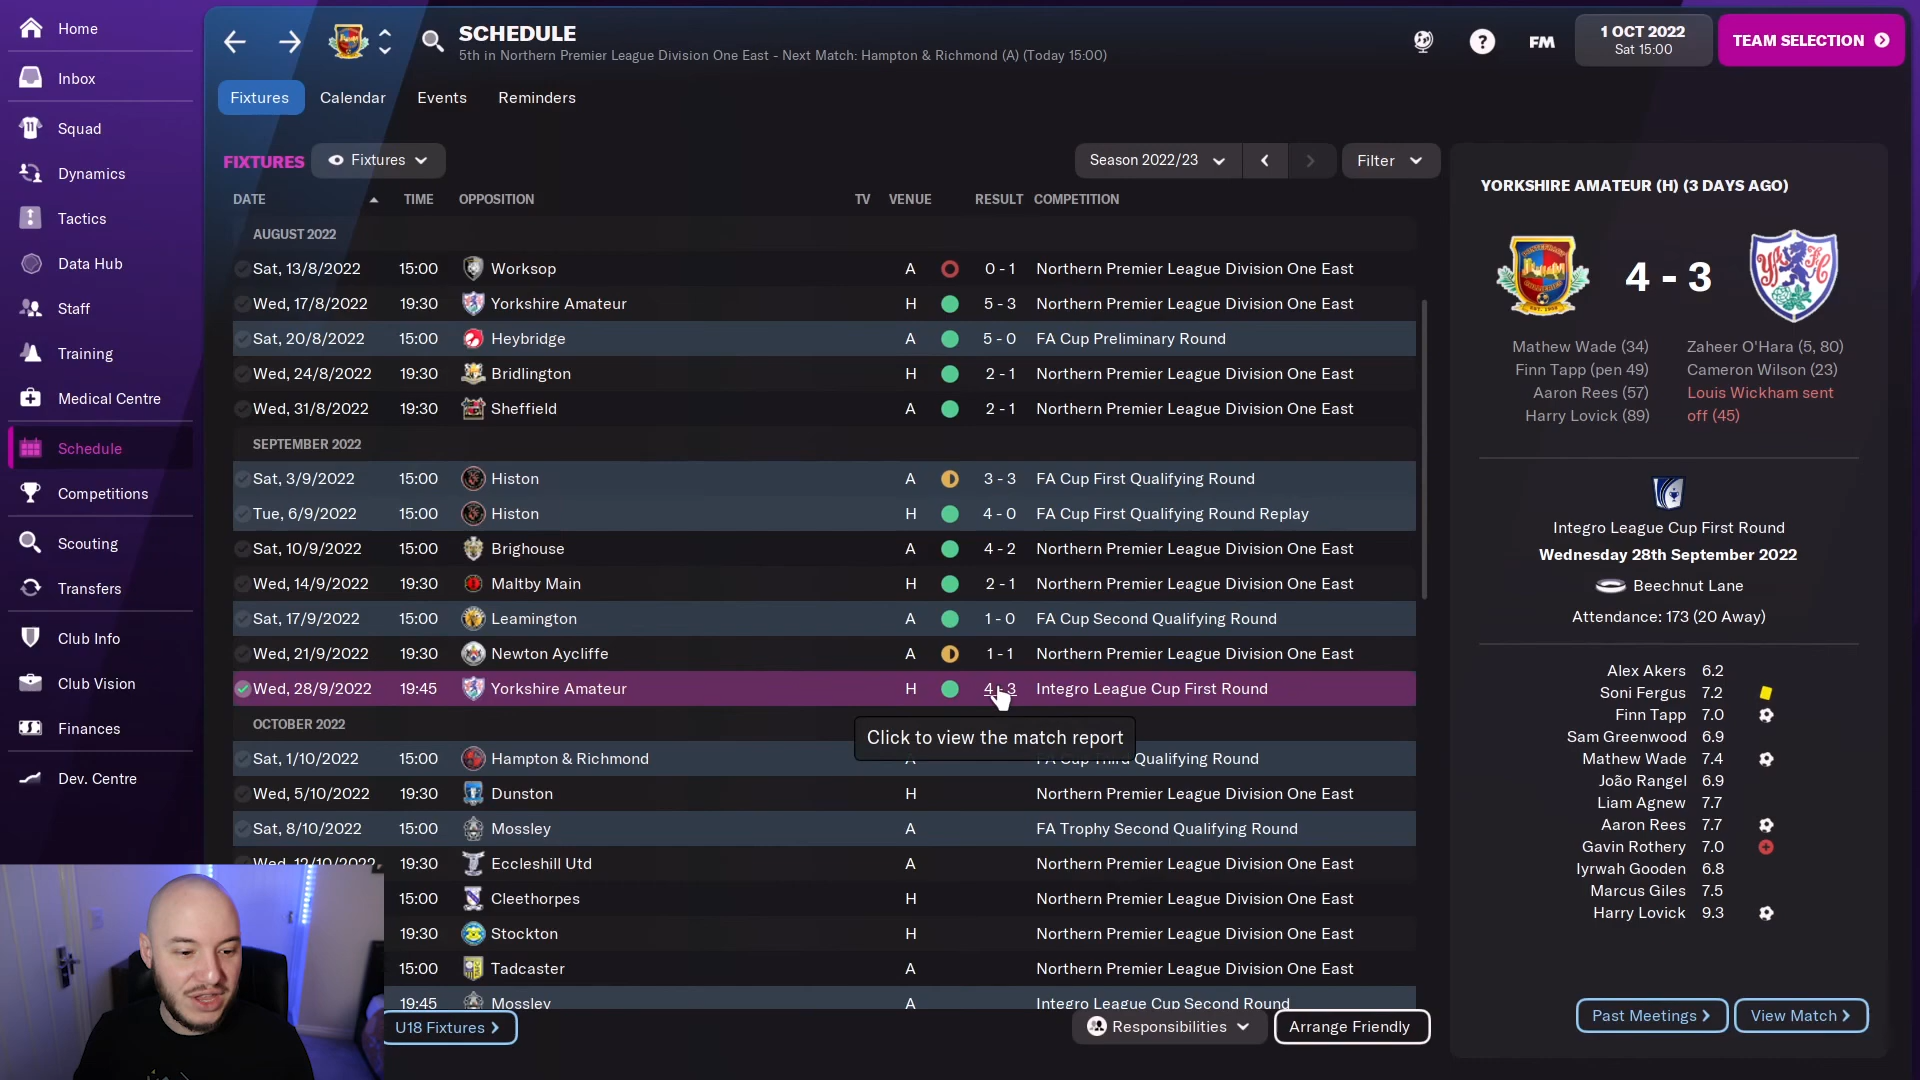 Home
Inbox
Squad
Dynamics
Tactics
Data Hub
Staff
Training
Medical Centre
Schedule
Competitions
Scouting
Transfers
Club Info
Club Vision
Finances
Dev. Centre
SCHEDULE
5th in Northern Premier League Division One East - Next Match: Hampton & Richmond (A) (Today 15:00)
FM
1 OCT 2022
Sat 15:00
TEAM SELECTION
Fixtures Calendar Events Reminders
FIXTURES Fixtures Season 2022/23 Filter
DATE TIME OPPOSITION TV VENUE RESULT COMPETITION
AUGUST 2022
Sat, 13/8/2022 15:00 Worksop A 0 - 1 Northern Premier League Division One East
Wed, 17/8/2022 19:30 Yorkshire Amateur H 5 - 3 Northern Premier League Division One East
Sat, 20/8/2022 15:00 Heybridge A 5 - 0 FA Cup Preliminary Round
Wed, 24/8/2022 19:30 Bridlington H 2 - 1 Northern Premier League Division One East
Wed, 31/8/2022 19:30 Sheffield A 2 - 1 Northern Premier League Division One East
SEPTEMBER 2022
Sat, 3/9/2022 15:00 Histon A 3 - 3 FA Cup First Qualifying Round
Tue, 6/9/2022 15:00 Histon H 4 - 0 FA Cup First Qualifying Round Replay
Sat, 10/9/2022 15:00 Brighouse A 4 - 2 Northern Premier League Division One East
Wed, 14/9/2022 19:30 Maltby Main H 2 - 1 Northern Premier League Division One East
Sat, 17/9/2022 15:00 Leamington A 1 - 0 FA Cup Second Qualifying Round
Wed, 21/9/2022 19:30 Newton Aycliffe A 1 - 1 Northern Premier League Division One East
Wed, 28/9/2022 19:45 Yorkshire Amateur H 4 - 3 Integro League Cup First Round
OCTOBER 2022
Click to view the match report
Sat, 1/10/2022 15:00 Hampton & Richmond A FA Cup Third Qualifying Round
Wed, 5/10/2022 19:30 Dunston H Northern Premier League Division One East
Sat, 8/10/2022 15:00 Mossley A FA Trophy Second Qualifying Round
Wed, 12/10/2022 19:30 Eccleshill Utd A Northern Premier League Division One East
15:00 Cleethorpes H Northern Premier League Division One East
19:30 Stockton H Northern Premier League Division One East
15:00 Tadcaster A Northern Premier League Division One East
19:45 Mossley A Integro League Cup Second Round
U18 Fixtures Responsibilities Arrange Friendly
YORKSHIRE AMATEUR (H) (3 DAYS AGO)
4 - 3
Mathew Wade (34)
Finn Tapp (pen 49)
Aaron Rees (57)
Harry Lovick (89)
Zaheer O'Hara (5, 80)
Cameron Wilson (23)
Louis Wickham sent
off (45)
Integro League Cup First Round
Wednesday 28th September 2022
Beechnut Lane
Attendance: 173 (20 Away)
Alex Akers 6.2
Soni Fergus 7.2
Finn Tapp 7.0
Sam Greenwood 6.9
Mathew Wade 7.4
João Rangel 6.9
Liam Agnew 7.7
Aaron Rees 7.7
Gavin Rothery 7.0
Iyrwah Gooden 6.8
Marcus Giles 7.5
Harry Lovick 9.3
Past Meetings View Match